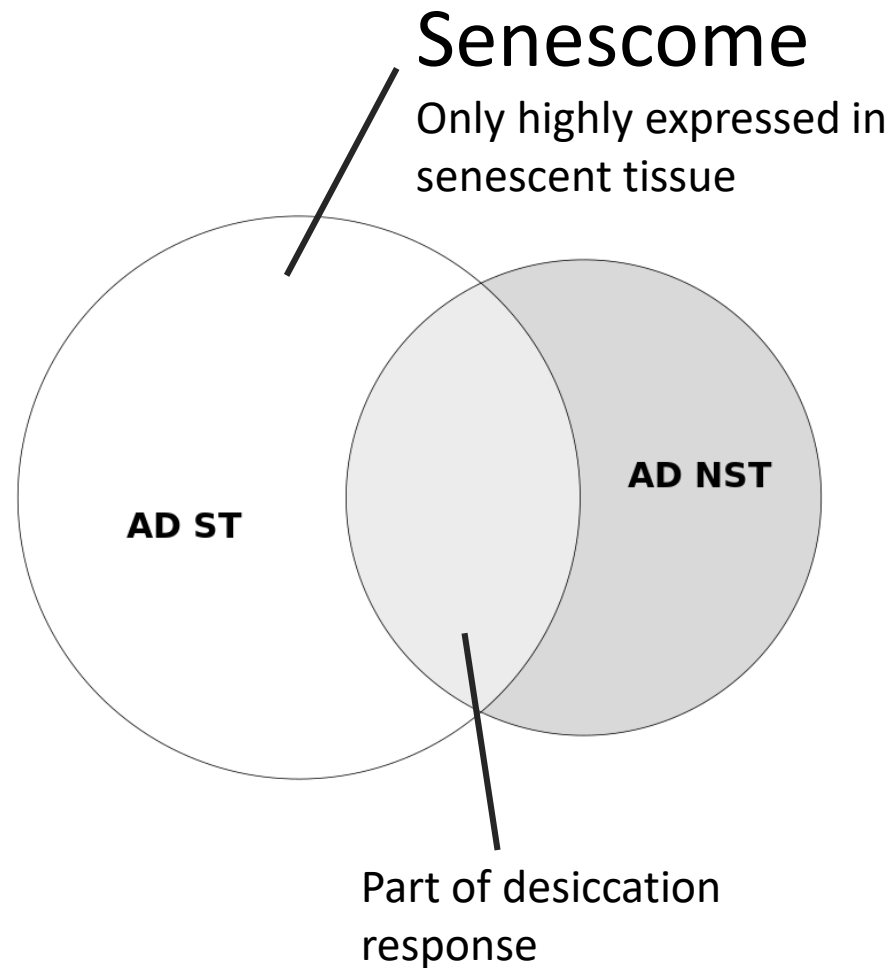 Senescome
Only highly expressed in
senescent tissue
AD NST
AD ST
Part of desiccation
response